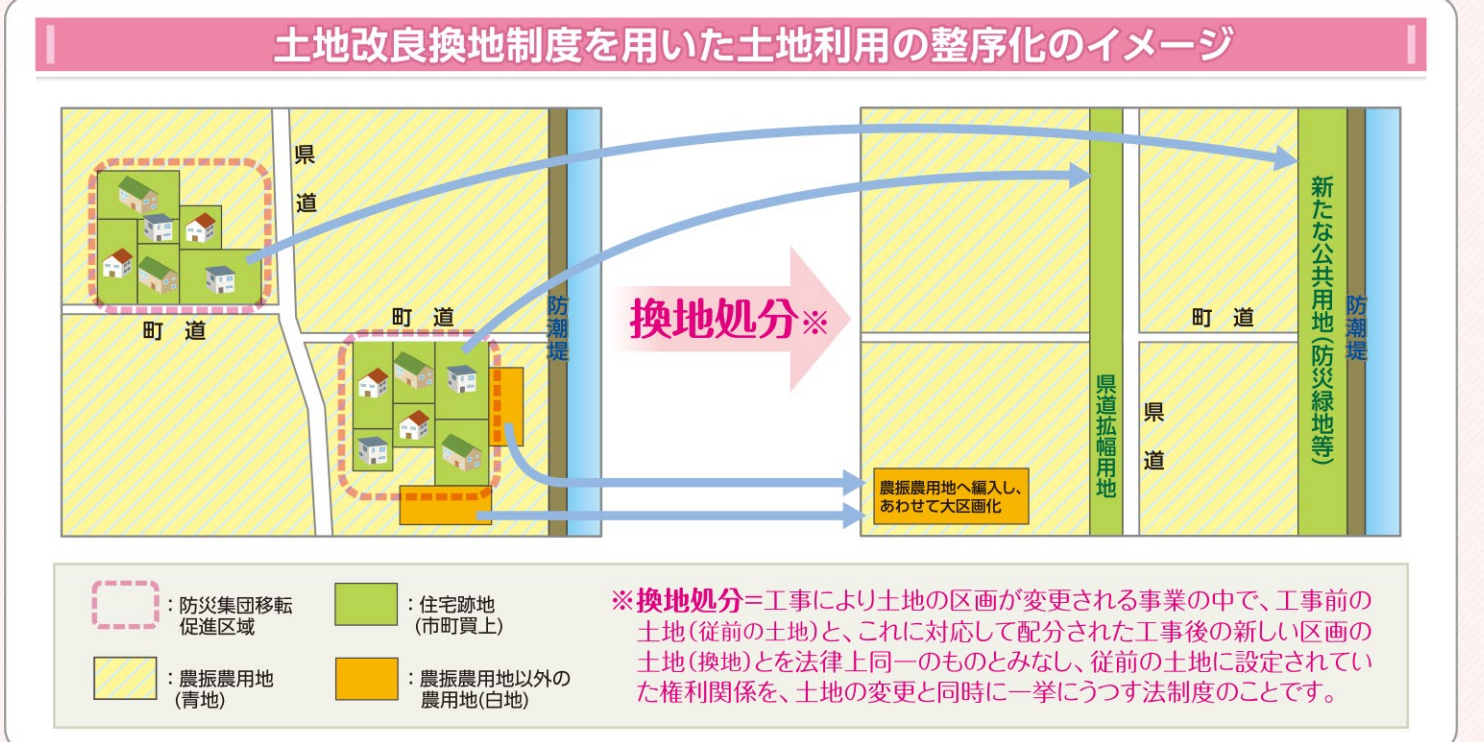 土地改良換地制度を用いた土地利用の整序化のイメージ
県道
町道
町道
防潮堤
換地処分※
新たな公共用地(防災緑地等)
防潮堤
町道
県道拡幅用地
県道
農振農用地へ編入し、
あわせて大区画化
：防災集団移転
促進区域
：住宅跡地
(市町買上)
：農振農用地
(青地)
：農振農用地以外の
農用地(白地)
※換地処分=工事により土地の区画が変更される事業の中で、工事前の
土地(従前の土地)と、これに対応して配分された工事後の新しい区画の
土地(換地)とを法律上同一のものとみなし、従前の土地に設定されてい
た権利関係を、土地の変更と同時に一挙にうつす法制度のことです。